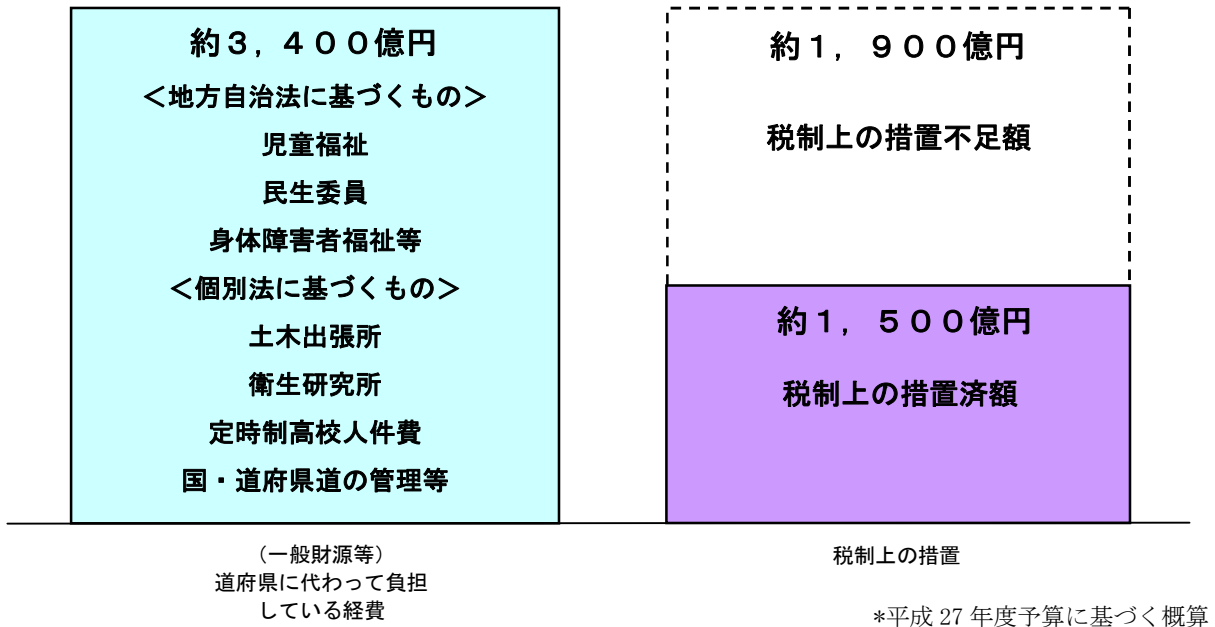 約３，４００億円
＜地方自治法に基づくもの＞
児童福祉
民生委員
身体障害者福祉等
＜個別法に基づくもの＞
土木出張所
衛生研究所
定時制高校人件費
国・道府県道の管理等
（一般財源等）
道府県に代わって負担
している経費
約１，９００億円
税制上の措置不足額
約１，５００億円
税制上の措置済額
税制上の措置
*平成 27 年度予算に基づく概算